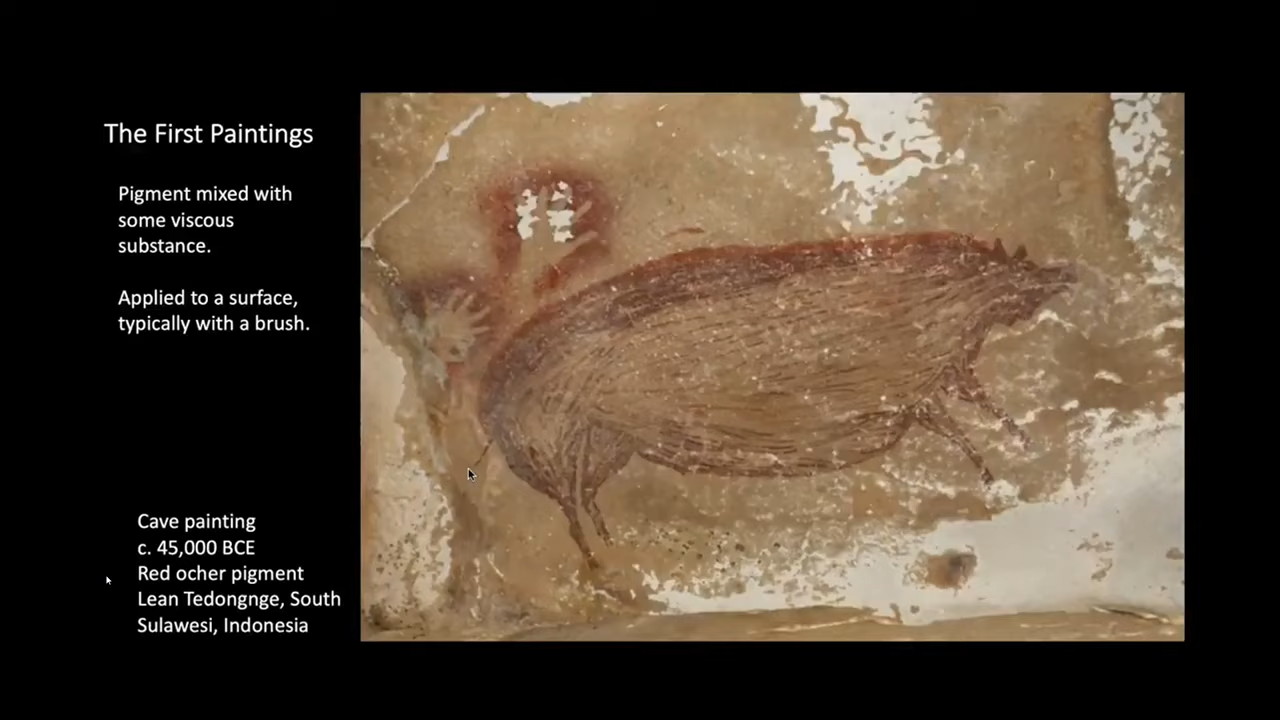 The First Paintings
Pigment mixed with
some viscous
substance.
Applied to a surface,
typically with a brush.
Cave painting
c. 45,000 BCE
Red ocher pigment
Lean Tedongnge, South
Sulawesi, Indonesia